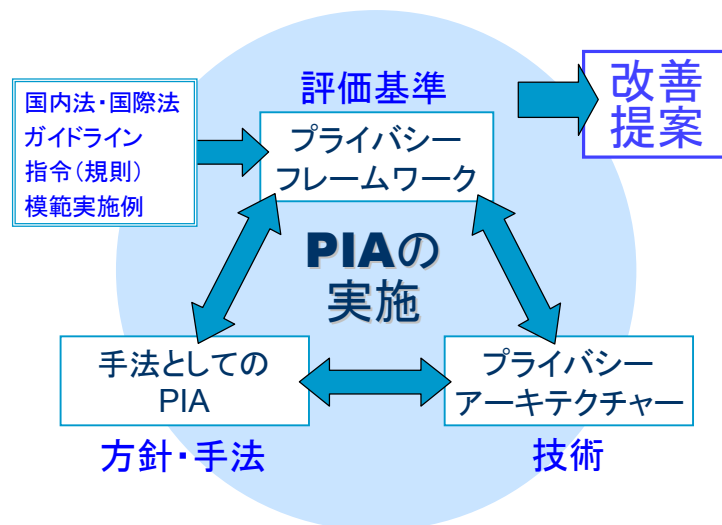 国内法・国際法
ガイドライン
指令(規則)
模範実施例
評価基準
プライバシー
フレームワーク
改善
提案
PIAの
実施
手法としての
PIA
方針・手法
プライバシー
アーキテクチャー
技術